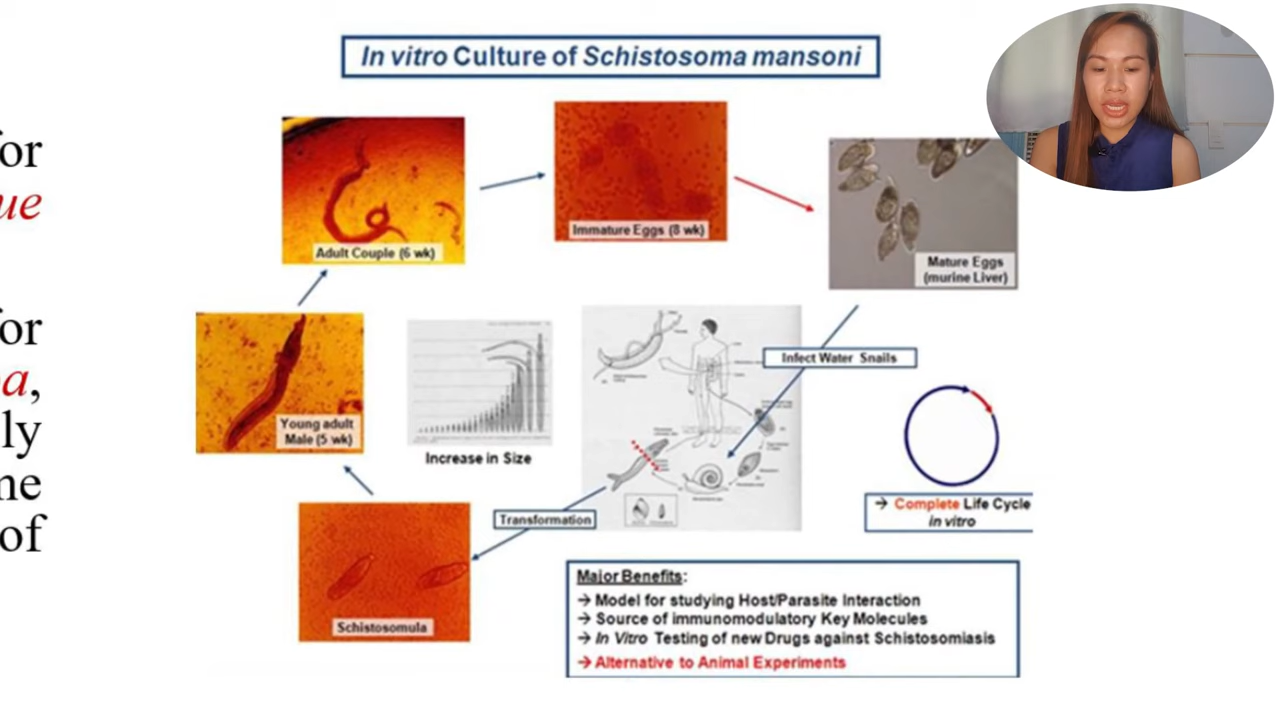 In vitro Culture of Schistosoma mansoni
or
ue
or
a,
ly
ne
of
Adult Couple (6 wk)
Immature Eggs (8 wk)
Mature Eggs
(murine Liver)
Infect Water Snails
Young adult
Male (5 wk)
Increase in Size
→ Complete Life Cycle
in vitro
Transformation
Schistosomula
Major Benefits:
→ Model for studying Host/Parasite Interaction
→ Source of immunomodulatory Key Molecules
→ In Vitro Testing of new Drugs against Schistosomiasis
→ Alternative to Animal Experiments